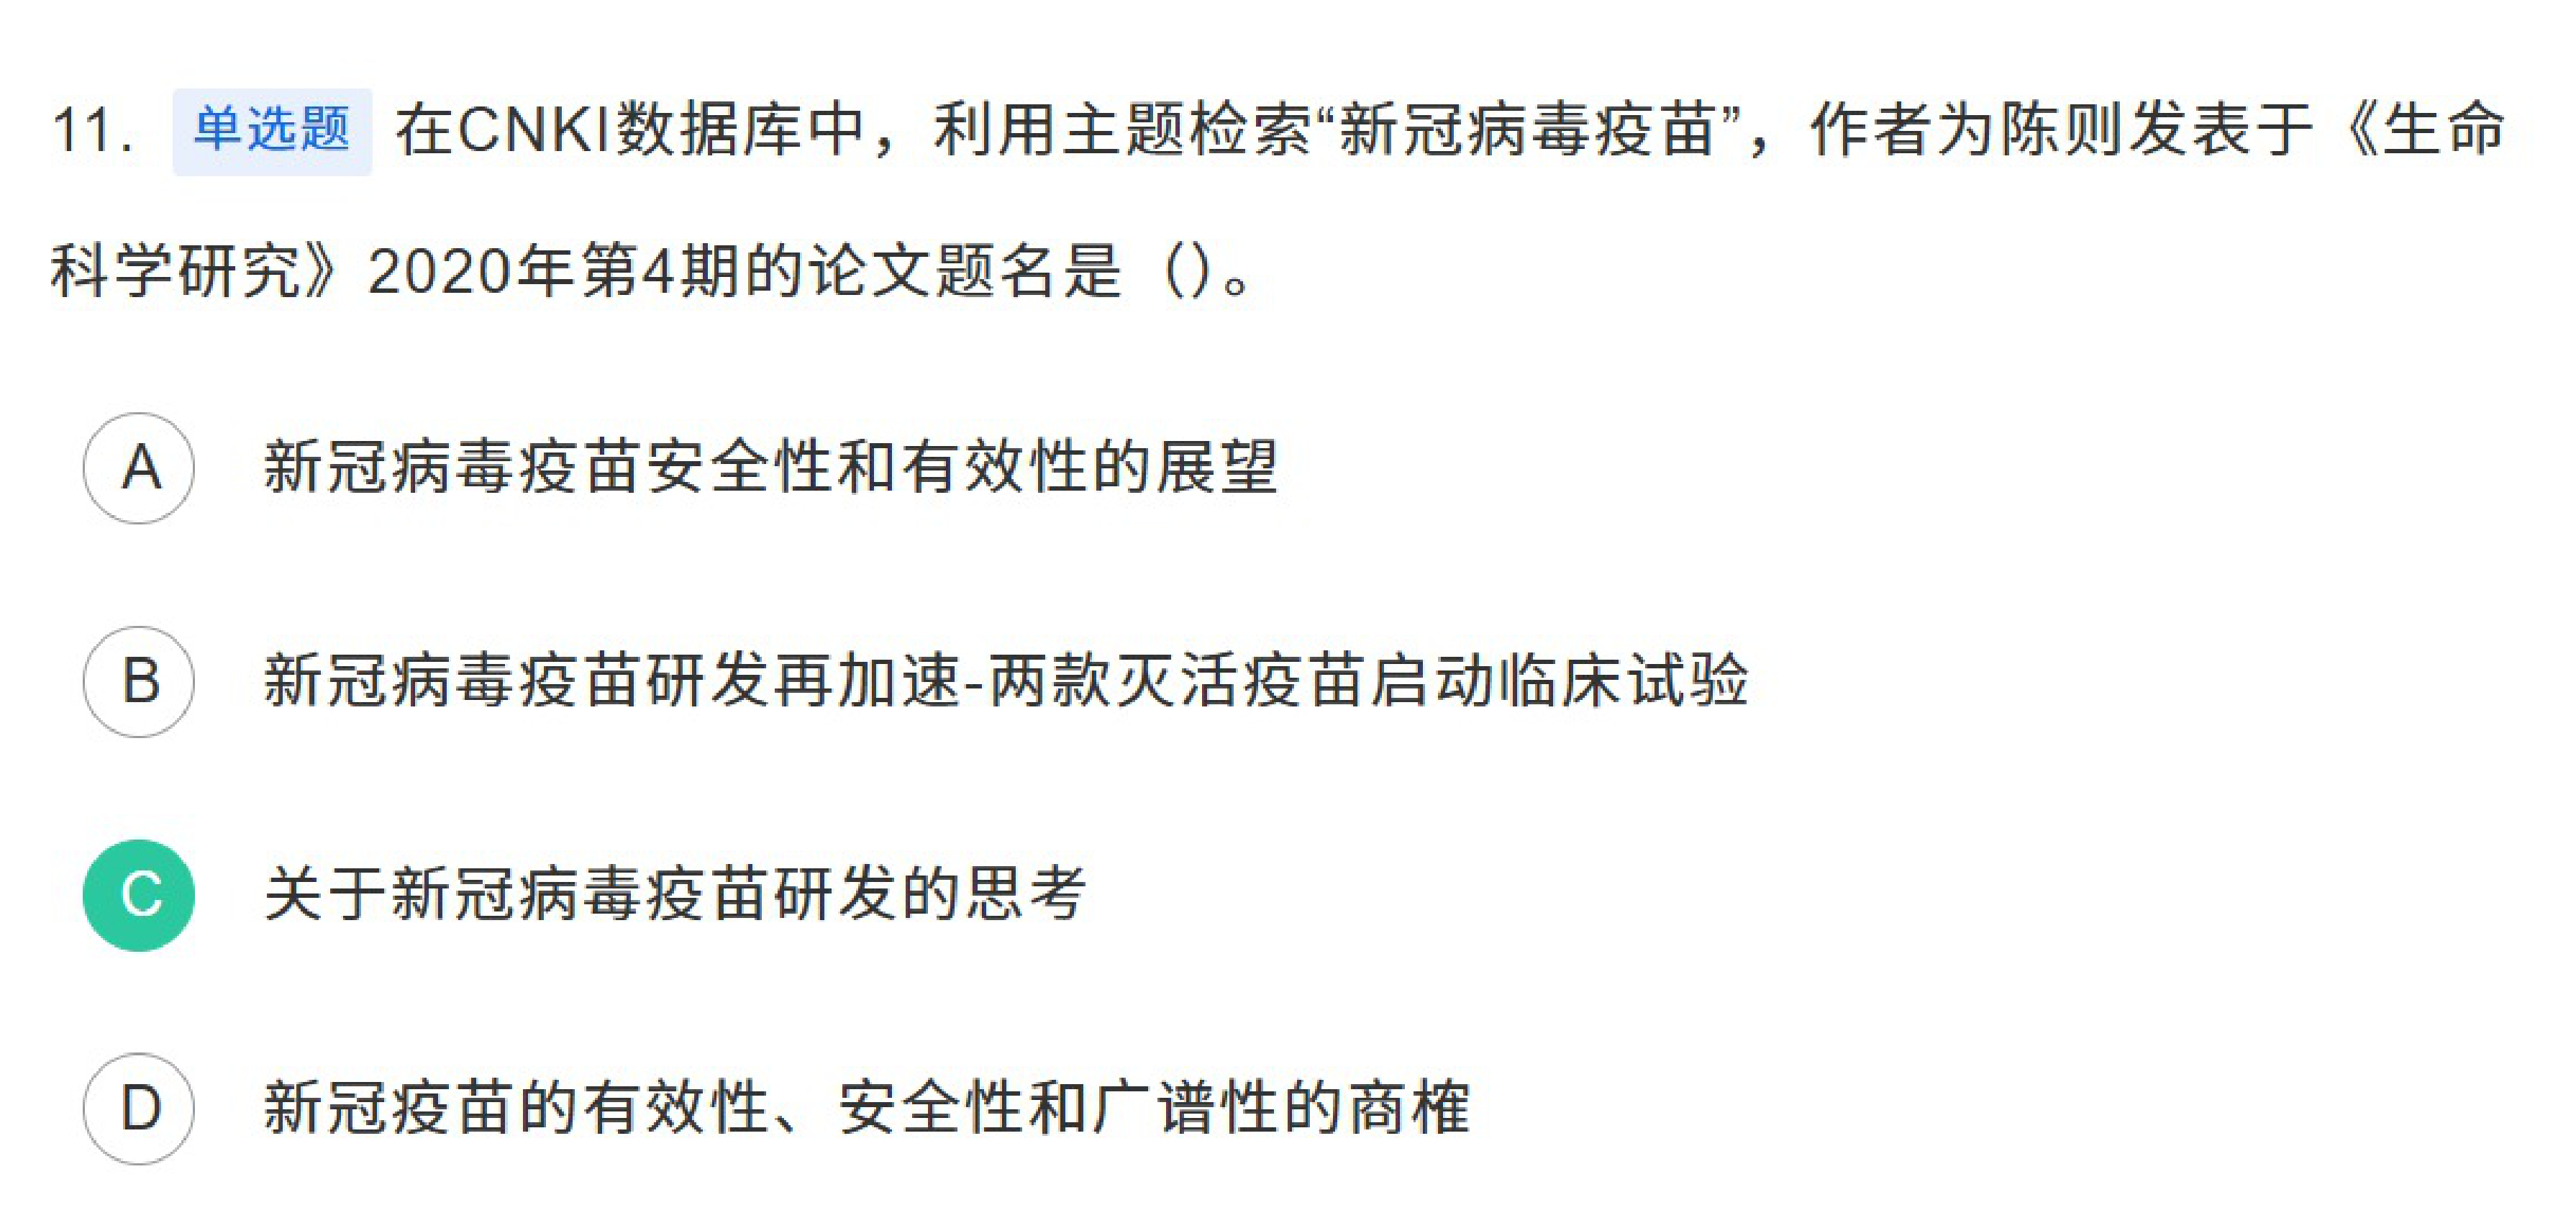 11. 单选题 在CNKI数据库中，利用主题检索“新冠病毒疫苗”，作者为陈则发表于《生命
科学研究》2020年第4期的论文题名是（）。
A 新冠病毒疫苗安全性和有效性的展望
B 新冠病毒疫苗研发再加速-两款灭活疫苗启动临床试验
C 关于新冠病毒疫苗研发的思考
D 新冠疫苗的有效性、安全性和广谱性的商榷